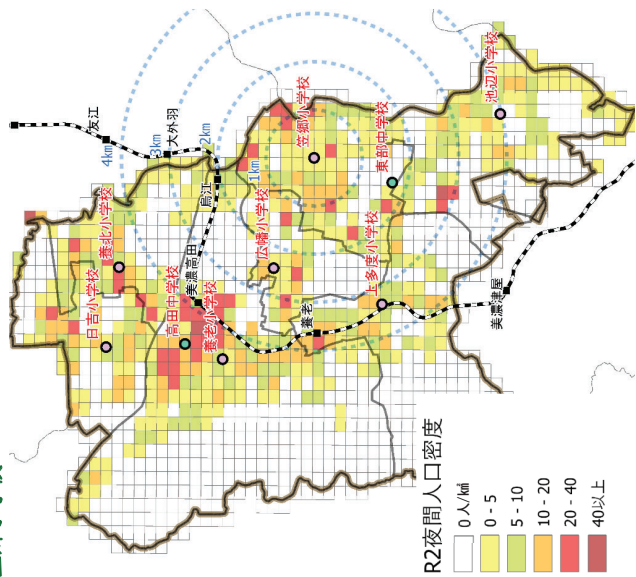 友江
4km
3km
大外羽
2km
烏江
1km
養北小学校
日吉小学校
美濃高田
高田中学校
養老小学校
広幡小学校
笠郷小学校
東部中学校
上多度小学校
養老
池辺小学校
美濃津屋
R2夜間人口密度
0人/k㎡
0 - 5
5 - 10
10 - 20
20 - 40
40以上